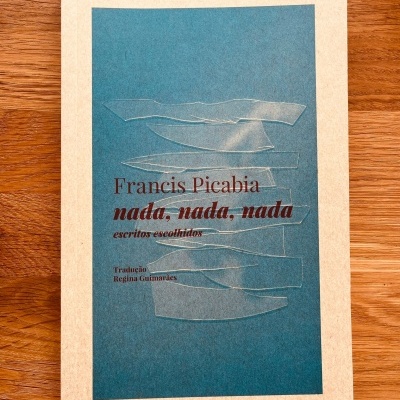 Francis Picabia
nada, nada, nada
escritos escolhidos
Tradução
Regina Guimarães